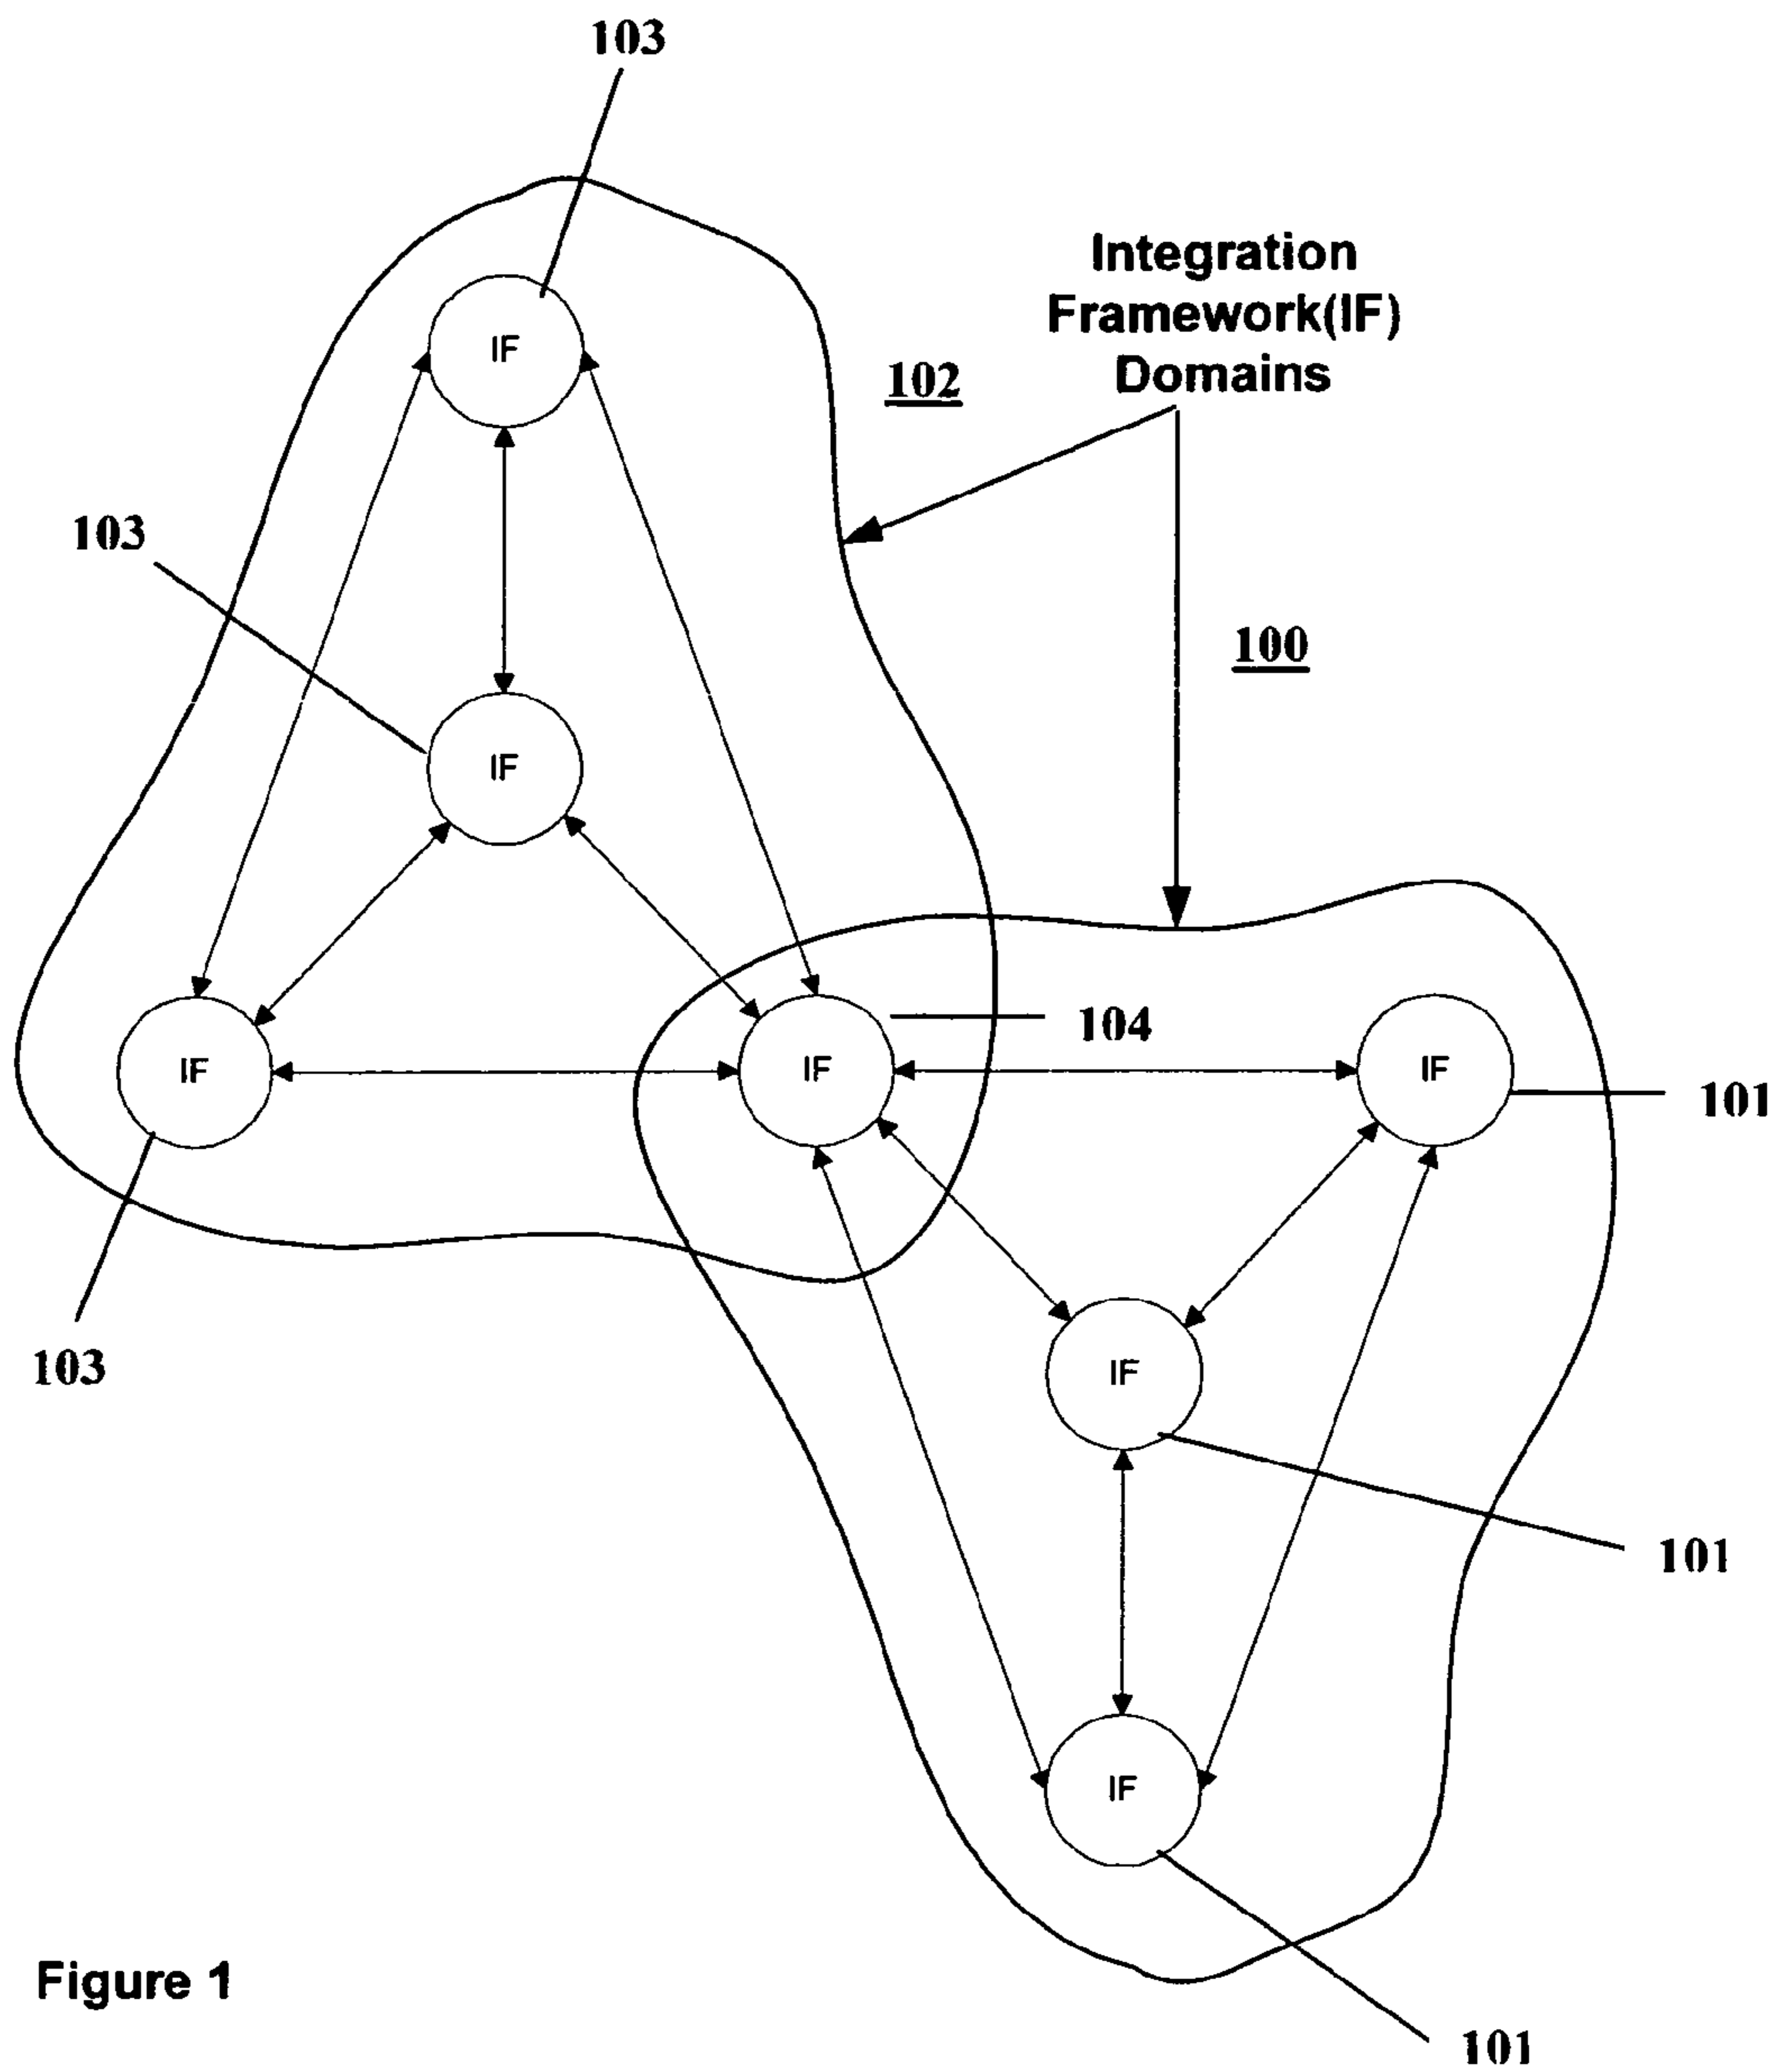 103
Integration
Framework(IF)
Domains
IF
102
103
100
IF
104
IF
IF
IF
101
IF
103
101
IF
Figure 1
101